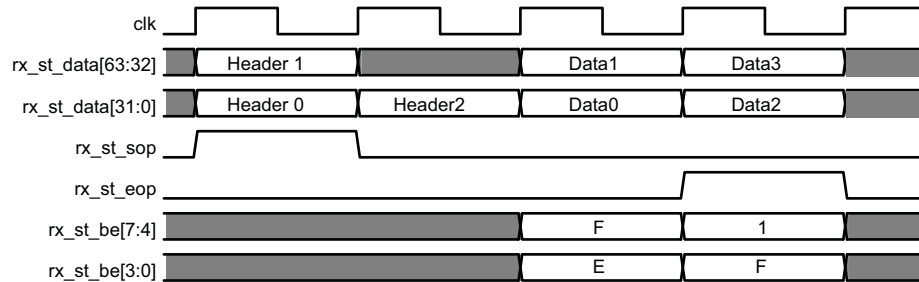 clk
rx_st_data[63:32] Header 1 Data1 Data3
rx_st_data[31:0] Header 0 Header2 Data0 Data2
rx_st_sop
rx_st_eop
rx_st_be[7:4] F 1
rx_st_be[3:0] E F